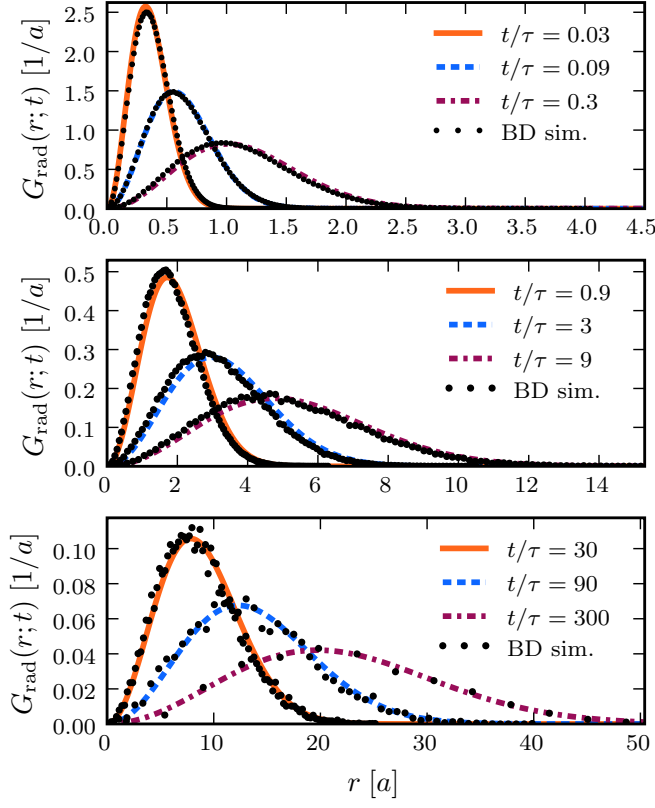 G_rad(r; t) [1/a]
2.5
2.0
1.5
1.0
0.5
0.0
t/τ = 0.03
t/τ = 0.09
t/τ = 0.3
BD sim.
0.0 0.5 1.0 1.5 2.0 2.5 3.0 3.5 4.0 4.5
G_rad(r; t) [1/a]
0.5
0.4
0.3
0.2
0.1
0.0
t/τ = 0.9
t/τ = 3
t/τ = 9
BD sim.
0 2 4 6 8 10 12 14
G_rad(r; t) [1/a]
0.10
0.08
0.06
0.04
0.02
0.00
t/τ = 30
t/τ = 90
t/τ = 300
BD sim.
0 10 20 30 40 50
r [a]